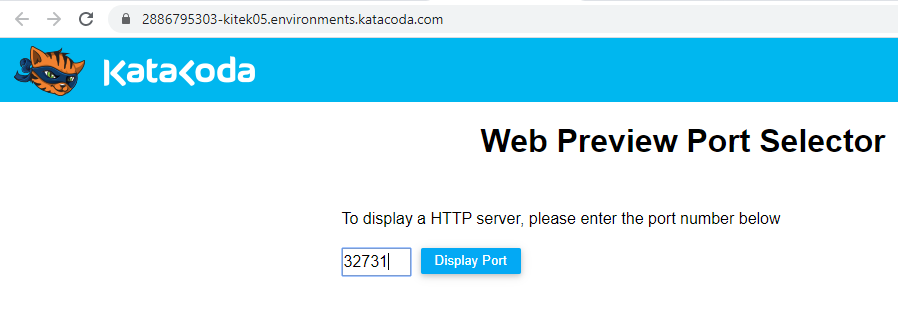 2886795303-kitek05.environments.katacoda.com
KataKoda
Web Preview Port Selector
To display a HTTP server, please enter the port number below
32731 Display Port